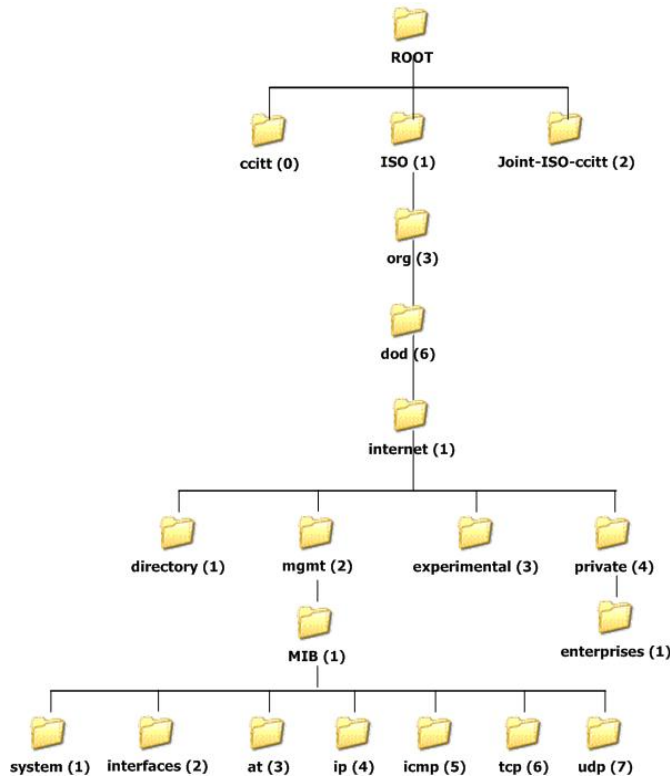 ROOT
ccitt (0)
ISO (1)
Joint-ISO-ccitt (2)
org (3)
dod (6)
internet (1)
directory (1)
mgmt (2)
experimental (3)
private (4)
MIB (1)
enterprises (1)
system (1)
interfaces (2)
at (3)
ip (4)
icmp (5)
tcp (6)
udp (7)